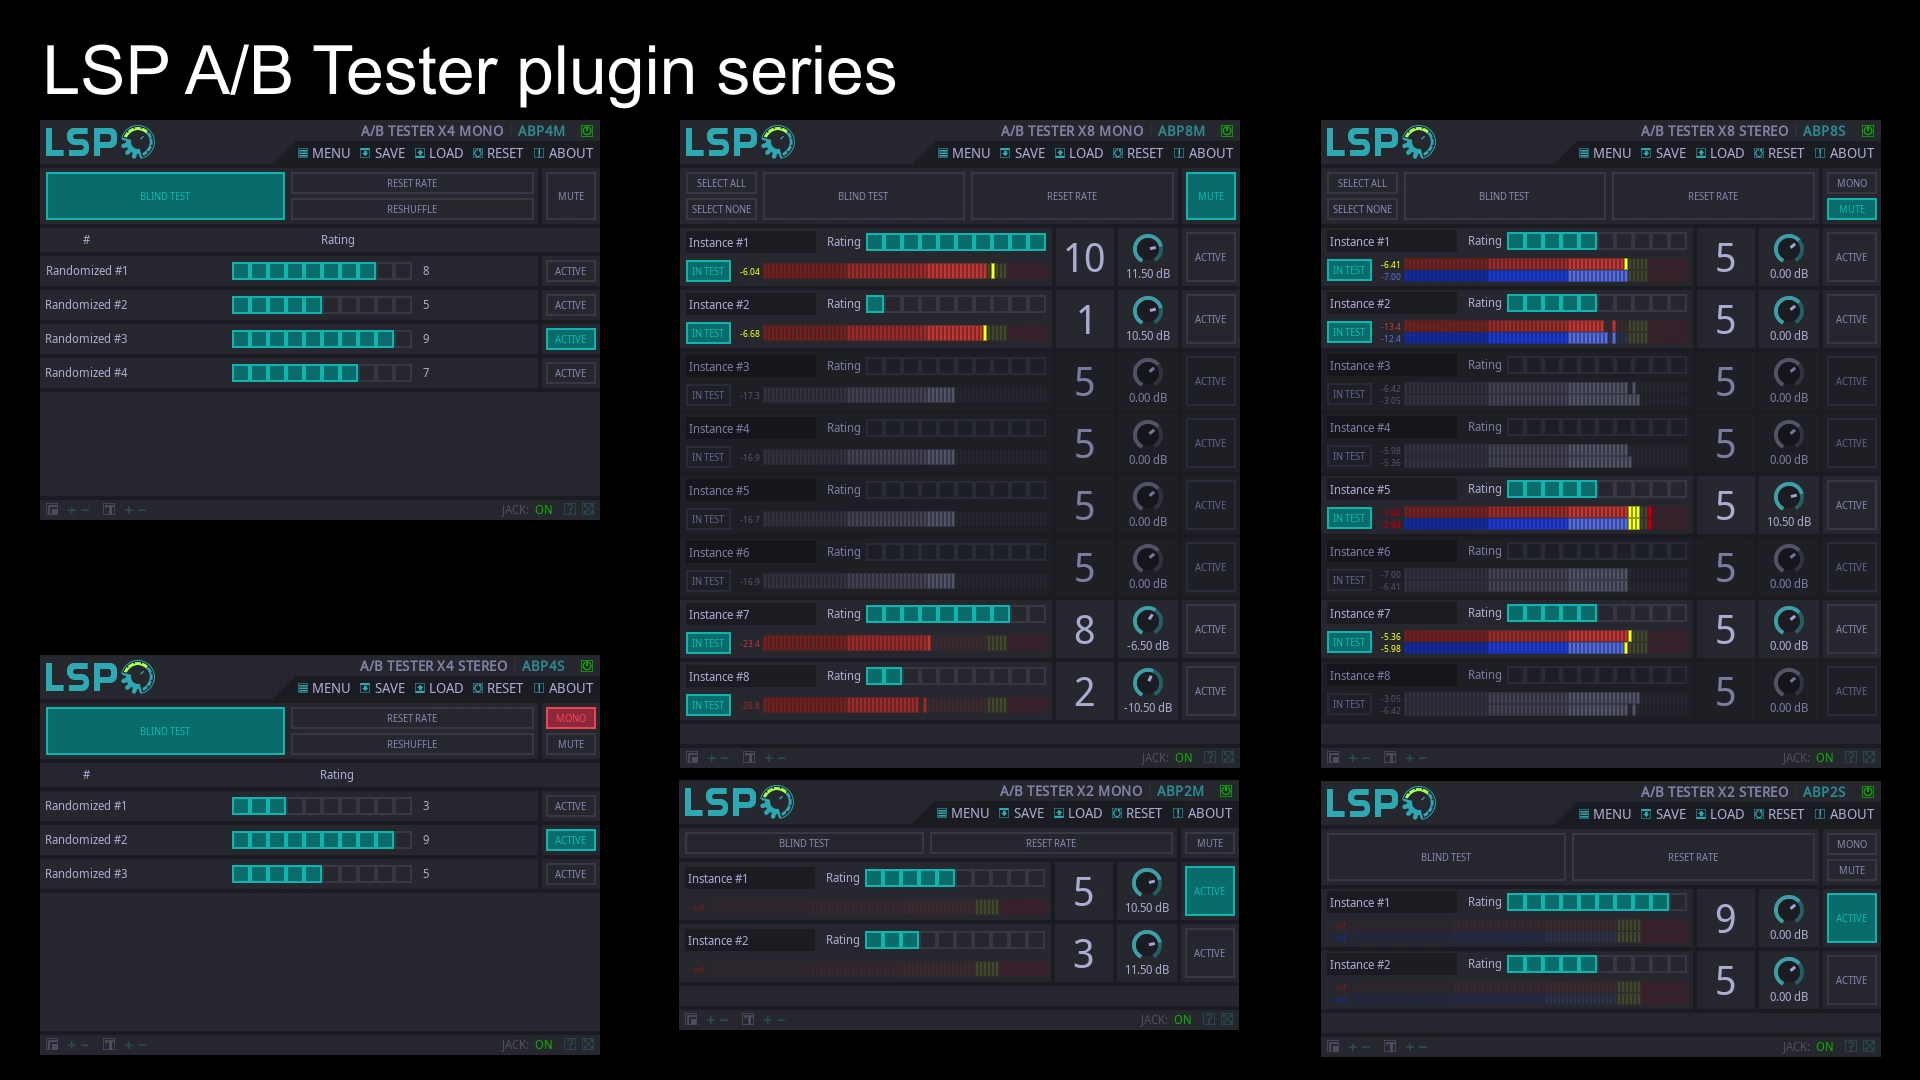 LSP A/B Tester plugin series
LSP
A/B TESTER X4 MONO ABP4M
MENU SAVE LOAD RESET ABOUT
BLIND TEST
RESET RATE
RESHUFFLE
MUTE
# Rating
Randomized #1 8 ACTIVE
Randomized #2 5 ACTIVE
Randomized #3 9 ACTIVE
Randomized #4 7 ACTIVE
JACK: ON
LSP
A/B TESTER X4 STEREO ABP4S
MENU SAVE LOAD RESET ABOUT
BLIND TEST
RESET RATE
RESHUFFLE
MONO
MUTE
# Rating
Randomized #1 3 ACTIVE
Randomized #2 9 ACTIVE
Randomized #3 5 ACTIVE
JACK: ON
LSP
A/B TESTER X8 MONO ABP8M
MENU SAVE LOAD RESET ABOUT
SELECT ALL
SELECT NONE
BLIND TEST
RESET RATE
MUTE
Instance #1 Rating 10 ACTIVE
IN TEST -6.04 11.50 dB
Instance #2 Rating 1 ACTIVE
IN TEST -6.68 10.50 dB
Instance #3 Rating 5 ACTIVE
IN TEST -17.3 0.00 dB
Instance #4 Rating 5 ACTIVE
IN TEST -16.9 0.00 dB
Instance #5 Rating 5 ACTIVE
IN TEST -16.7 0.00 dB
Instance #6 Rating 5 ACTIVE
IN TEST -16.9 0.00 dB
Instance #7 Rating 8 ACTIVE
IN TEST -23.4 -6.50 dB
Instance #8 Rating 2 ACTIVE
IN TEST -26.8 -10.50 dB
JACK: ON
LSP
A/B TESTER X2 MONO ABP2M
MENU SAVE LOAD RESET ABOUT
BLIND TEST
RESET RATE
MUTE
Instance #1 Rating 5 ACTIVE
-inf 10.50 dB
Instance #2 Rating 3 ACTIVE
-inf 11.50 dB
JACK: ON
LSP
A/B TESTER X8 STEREO ABP8S
MENU SAVE LOAD RESET ABOUT
SELECT ALL
SELECT NONE
BLIND TEST
RESET RATE
MONO
MUTE
Instance #1 Rating 5 ACTIVE
IN TEST -6.41 0.00 dB
-7.00
Instance #2 Rating 5 ACTIVE
IN TEST -13.4 0.00 dB
-12.4
Instance #3 Rating 5 ACTIVE
IN TEST -6.42 0.00 dB
-3.05
Instance #4 Rating 5 ACTIVE
IN TEST -5.98 0.00 dB
-5.36
Instance #5 Rating 5 ACTIVE
IN TEST 10.50 dB
Instance #6 Rating 5 ACTIVE
IN TEST -7.00 0.00 dB
-6.41
Instance #7 Rating 5 ACTIVE
IN TEST -5.36 0.00 dB
-5.98
Instance #8 Rating 5 ACTIVE
IN TEST -3.05 0.00 dB
-6.42
JACK: ON
LSP
A/B TESTER X2 STEREO ABP2S
MENU SAVE LOAD RESET ABOUT
BLIND TEST
RESET RATE
MONO
MUTE
Instance #1 Rating 9 ACTIVE
-inf 0.00 dB
-inf
Instance #2 Rating 5 ACTIVE
-inf 0.00 dB
-inf
JACK: ON